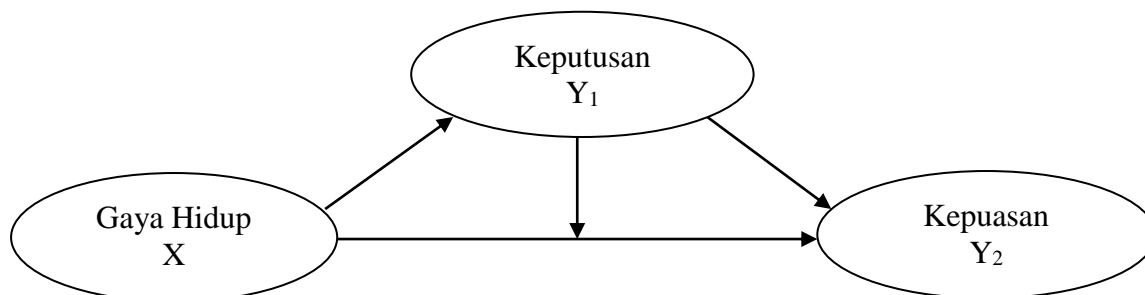 Keputusan
Y₁
Gaya Hidup
X
Kepuasan
Y₂